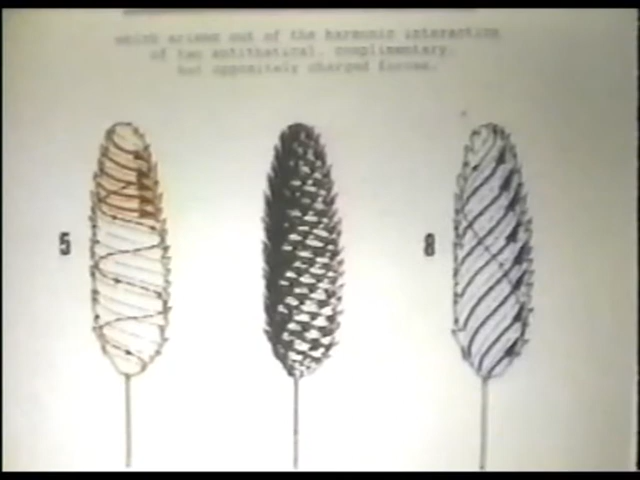 which arises out of the harmonic interaction
of two antithetical, complimentary,
but oppositely charged forces.
5
8